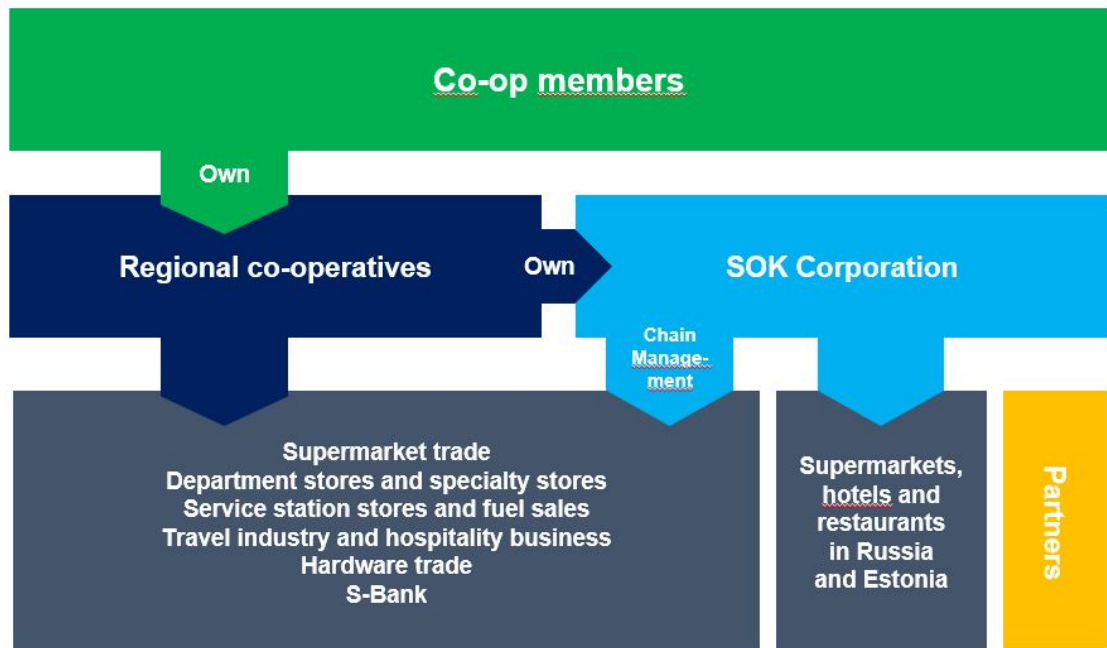 Co-op members
Own
Regional co-operatives
Own
SOK Corporation
Chain
Manage-
ment
Supermarket trade
Department stores and specialty stores
Service station stores and fuel sales
Travel industry and hospitality business
Hardware trade
S-Bank
Supermarkets,
hotels and
restaurants
in Russia
and Estonia
Partners